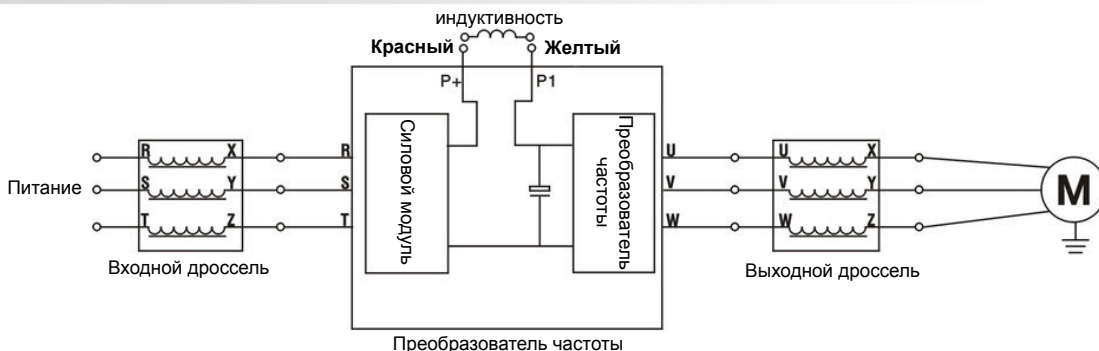 индуктивность
Красный Желтый
P+ P1
Силовой модуль
Преобразователь частоты
R X R U U X
Питание S Y S V V Y M
T Z T W W Z
Входной дроссель Выходной дроссель
Преобразователь частоты